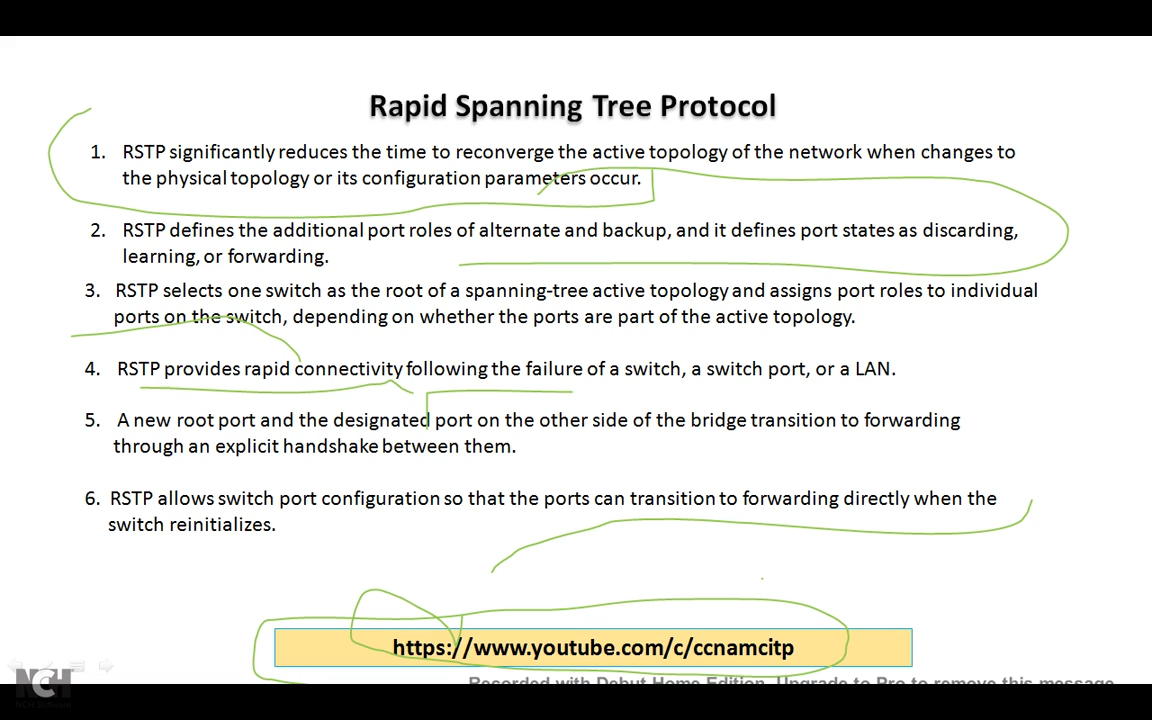 Rapid Spanning Tree Protocol
1. RSTP significantly reduces the time to reconverge the active topology of the network when changes to
the physical topology or its configuration parameters occur.
2. RSTP defines the additional port roles of alternate and backup, and it defines port states as discarding,
learning, or forwarding.
3. RSTP selects one switch as the root of a spanning-tree active topology and assigns port roles to individual
ports on the switch, depending on whether the ports are part of the active topology.
4. RSTP provides rapid connectivity following the failure of a switch, a switch port, or a LAN.
5. A new root port and the designated port on the other side of the bridge transition to forwarding
through an explicit handshake between them.
6. RSTP allows switch port configuration so that the ports can transition to forwarding directly when the
switch reinitializes.
https://www.youtube.com/c/ccnamcitp
Recorded with Debut Home Edition. Upgrade to Pro to remove this message
NCH
NCH Software